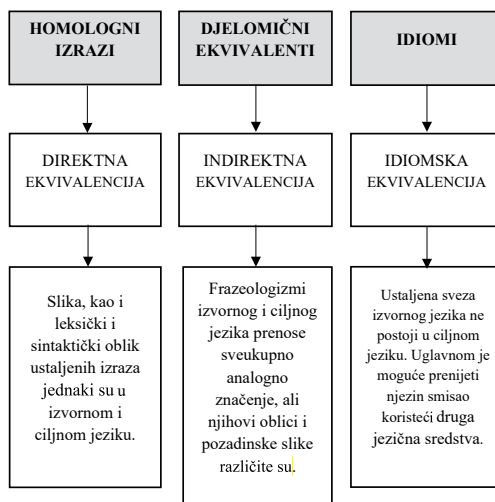 HOMOLOGNI
IZRAZI
DJELOMIČNI
EKVIVALENTI
IDIOMI
DIREKTNA
EKVIVALENCIJA
INDIREKTNA
EKVIVALENCIJA
IDIOMSKA
EKVIVALENCIJA
Slika, kao i
leksički i
sintaktički oblik
ustaljenih izraza
jednaki su u
izvornom i
ciljnom jeziku.
Frazeologizmi
izvornog i ciljnog
jezika prenose
sveukupno
analogno
značenje, ali
njihovi oblici i
pozadinske slike
različite su.
Ustaljena sveza
izvornog jezika ne
postoji u ciljnom
jeziku. Uglavnom je
moguće prenijeti
njezin smisao
koristeći druga
jezična sredstva.